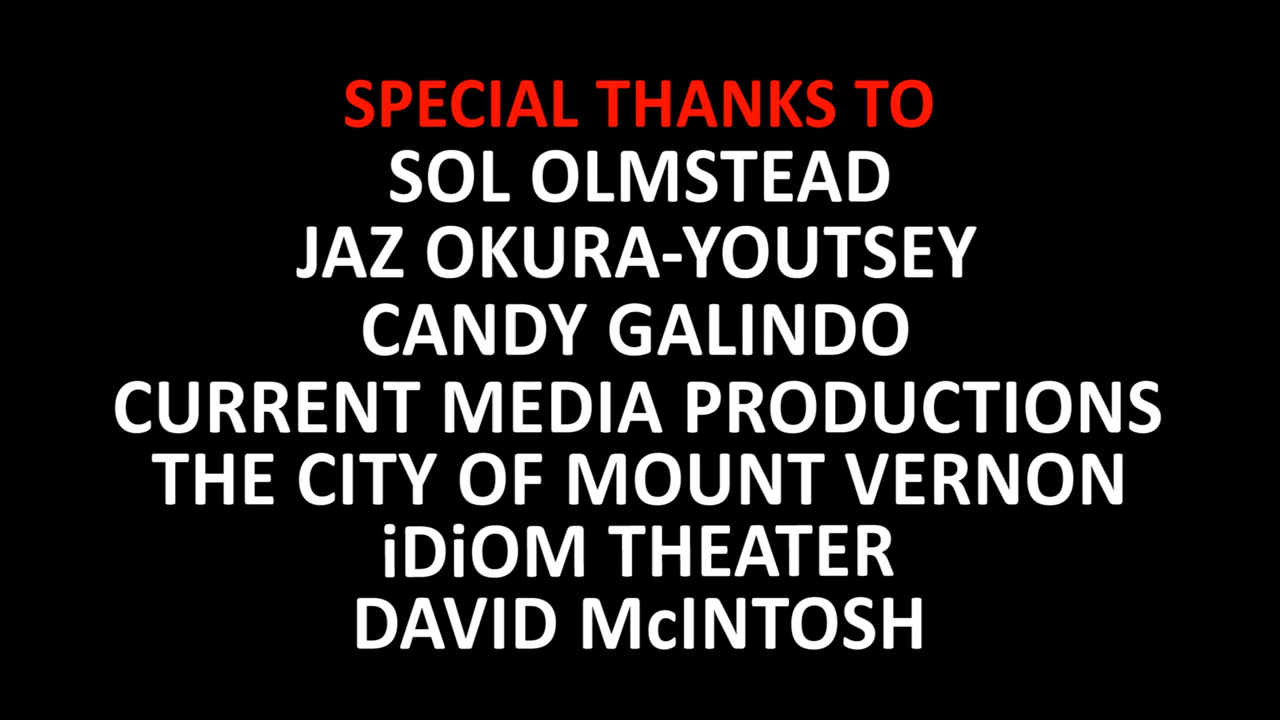 SPECIAL THANKS TO
SOL OLMSTEAD
JAZ OKURA-YOUTSEY
CANDY GALINDO
CURRENT MEDIA PRODUCTIONS
THE CITY OF MOUNT VERNON
iDiOM THEATER
DAVID McINTOSH